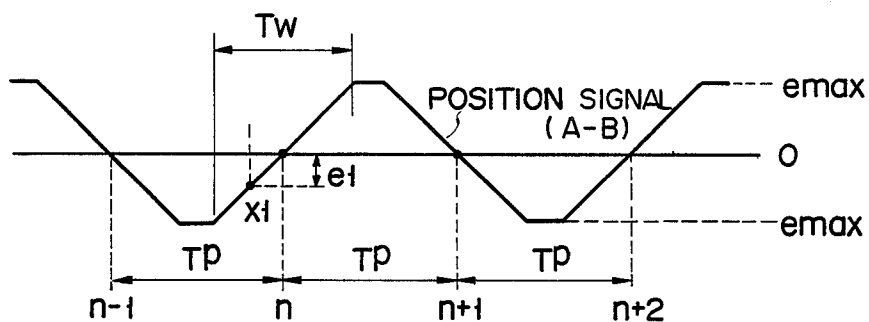 Tw
POSITION SIGNAL
(A-B)
emax
0
e1
x1
emax
TP
TP
TP
n-1
n
n+1
n+2